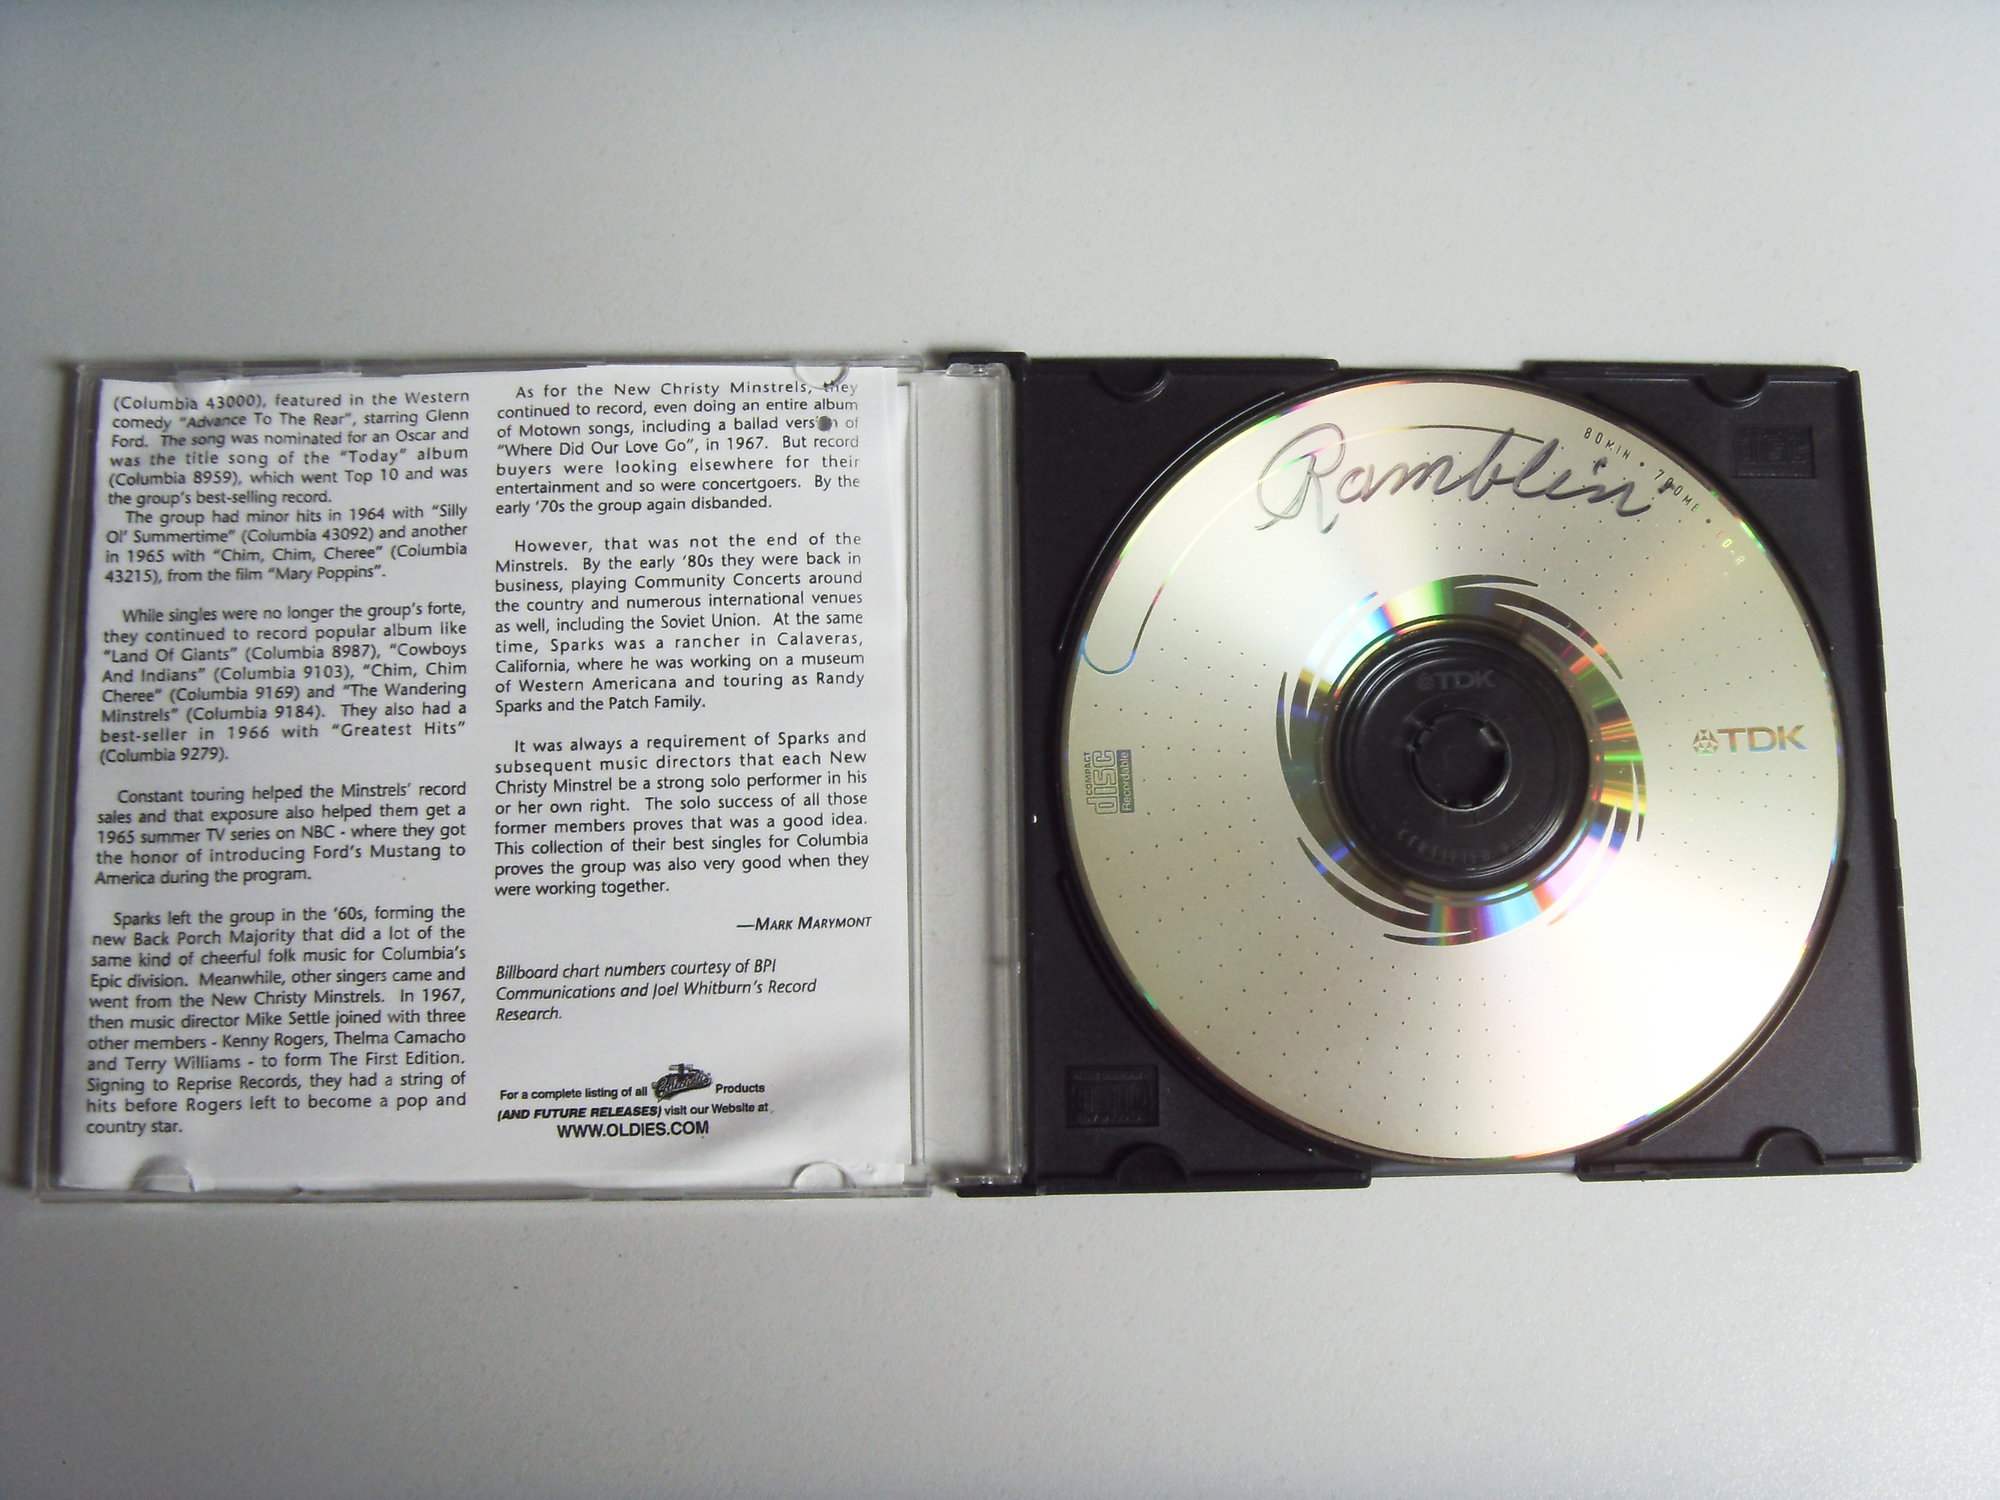 (Columbia 43000), featured in the Western
comedy “Advance To The Rear”, starring Glenn
Ford. The song was nominated for an Oscar and
was the title song of the “Today” album
(Columbia 8959), which went Top 10 and was
the group’s best-selling record.
The group had minor hits in 1964 with “Silly
Ol’ Summertime” (Columbia 43092) and another
in 1965 with “Chim, Chim, Cheree” (Columbia
43215), from the film “Mary Poppins”.
While singles were no longer the group’s forte,
they continued to record popular album like
“Land Of Giants” (Columbia 8987), “Cowboys
And Indians” (Columbia 9103), “Chim, Chim
Cheree” (Columbia 9169) and “The Wandering
Minstrels” (Columbia 9184). They also had a
best-seller in 1966 with “Greatest Hits”
(Columbia 9279).
Constant touring helped the Minstrels’ record
sales and that exposure also helped them get a
1965 summer TV series on NBC - where they got
the honor of introducing Ford’s Mustang to
America during the program.
Sparks left the group in the ‘60s, forming the
new Back Porch Majority that did a lot of the
same kind of cheerful folk music for Columbia’s
Epic division. Meanwhile, other singers came and
went from the New Christy Minstrels. In 1967,
then music director Mike Settle joined with three
other members - Kenny Rogers, Thelma Camacho
and Terry Williams - to form The First Edition.
Signing to Reprise Records, they had a string of
hits before Rogers left to become a pop and
country star.
As for the New Christy Minstrels, they
continued to record, even doing an entire album
of Motown songs, including a ballad version of
“Where Did Our Love Go”, in 1967. But record
buyers were looking elsewhere for their
entertainment and so were concertgoers. By the
early ‘70s the group again disbanded.
However, that was not the end of the
Minstrels. By the early ‘80s they were back in
business, playing Community Concerts around
the country and numerous international venues
as well, including the Soviet Union. At the same
time, Sparks was a rancher in Calaveras,
California, where he was working on a museum
of Western Americana and touring as Randy
Sparks and the Patch Family.
It was always a requirement of Sparks and
subsequent music directors that each New
Christy Minstrel be a strong solo performer in his
or her own right. The solo success of all those
former members proves that was a good idea.
This collection of their best singles for Columbia
proves the group was also very good when they
were working together.
—MARK MARYMONT
Billboard chart numbers courtesy of BPI
Communications and Joel Whitburn’s Record
Research.
For a complete listing of all Collectables Products
(AND FUTURE RELEASES) visit our Website at
WWW.OLDIES.COM
Ramblin'
80MIN • 700MB • CD-R
TDK
TDK
COMPACT
disc
Recordable
CERTIFIED